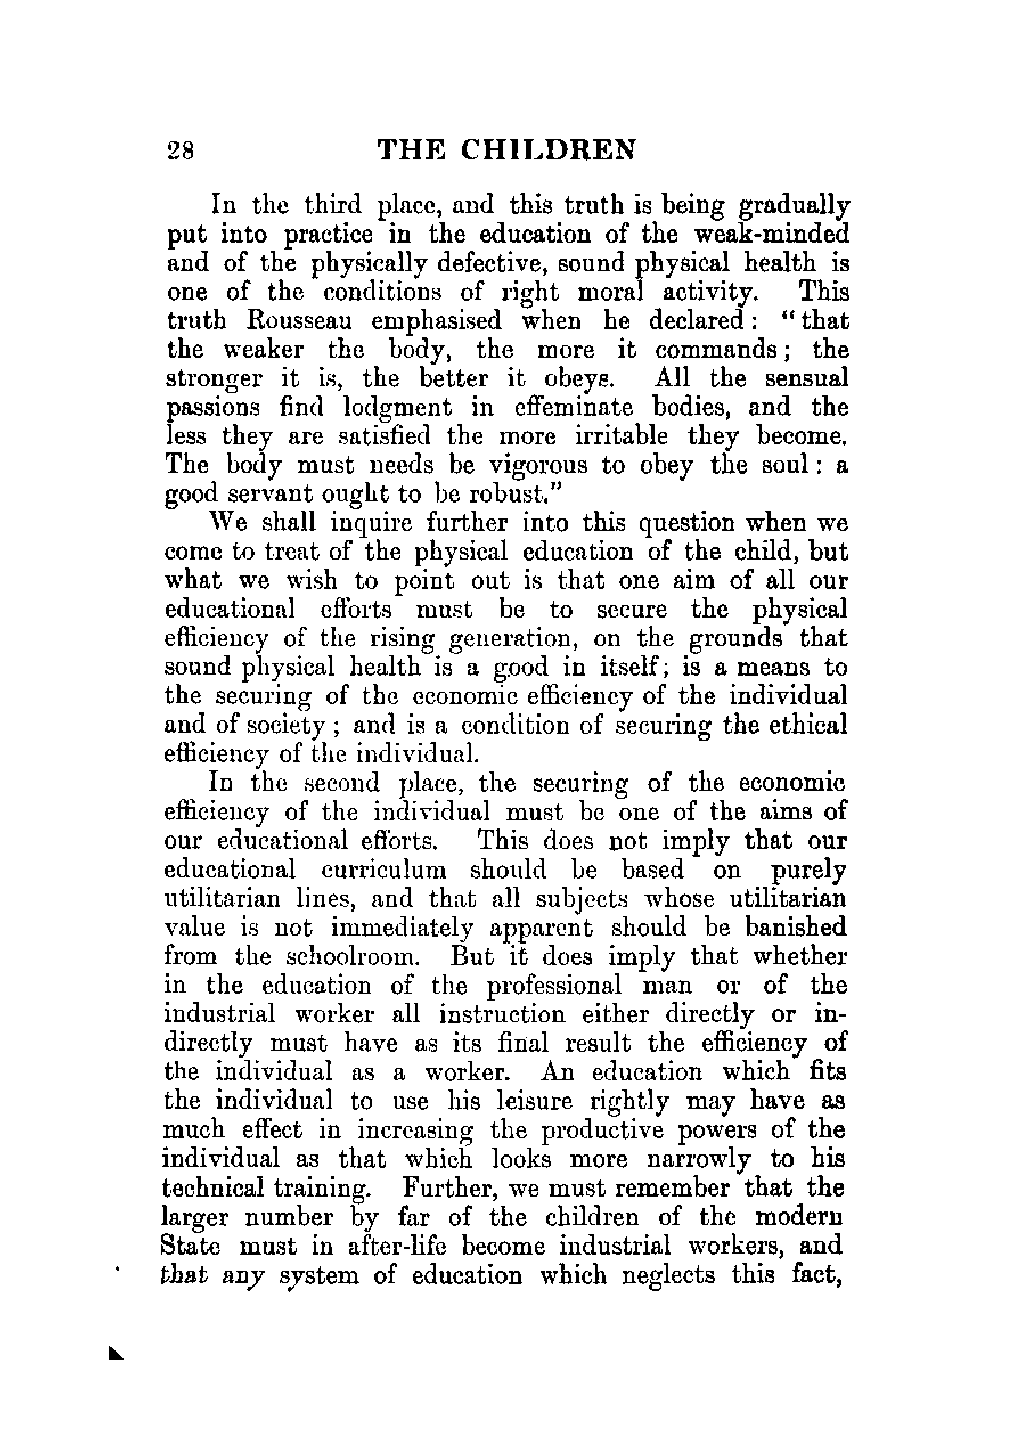 28 THE CHILDREN
In the third place, and this truth is being gradually
put into practice in the education of the weak-minded
and of the physically defective, sound physical health is
one of the conditions of right moral activity. This
truth Rousseau emphasised when he declared : “that
the weaker the body, the more it commands; the
stronger it is, the better it obeys. All the sensual
passions find lodgment in effeminate bodies, and the
less they are satisfied the more irritable they become.
The body must needs be vigorous to obey the soul : a
good servant ought to be robust.”
We shall inquire further into this question when we
come to treat of the physical education of the child, but
what we wish to point out is that one aim of all our
educational efforts must be to secure the physical
efficiency of the rising generation, on the grounds that
sound physical health is a good in itself; is a means to
the securing of the economic efficiency of the individual
and of society ; and is a condition of securing the ethical
efficiency of the individual.
In the second place, the securing of the economic
efficiency of the individual must be one of the aims of
our educational efforts. This does not imply that our
educational curriculum should be based on purely
utilitarian lines, and that all subjects whose utilitarian
value is not immediately apparent should be banished
from the schoolroom. But it does imply that whether
in the education of the professional man or of the
industrial worker all instruction either directly or in-
directly must have as its final result the efficiency of
the individual as a worker. An education which fits
the individual to use his leisure rightly may have as
much effect in increasing the productive powers of the
individual as that which looks more narrowly to his
technical training. Further, we must remember that the
larger number by far of the children of the modern
State must in after-life become industrial workers, and
that any system of education which neglects this fact,